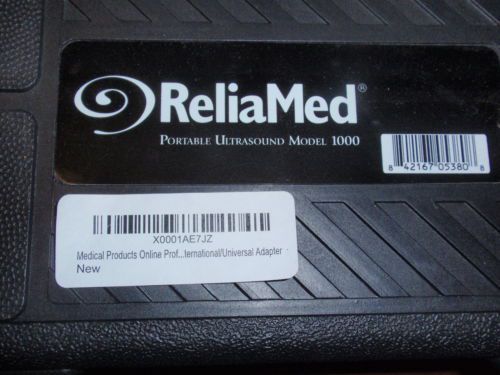 ReliaMed®
PORTABLE ULTRASOUND MODEL 1000
8 42167 05380 8
X0001AE7JZ
Medical Products Online Prof...ternational/Universal Adapter
New